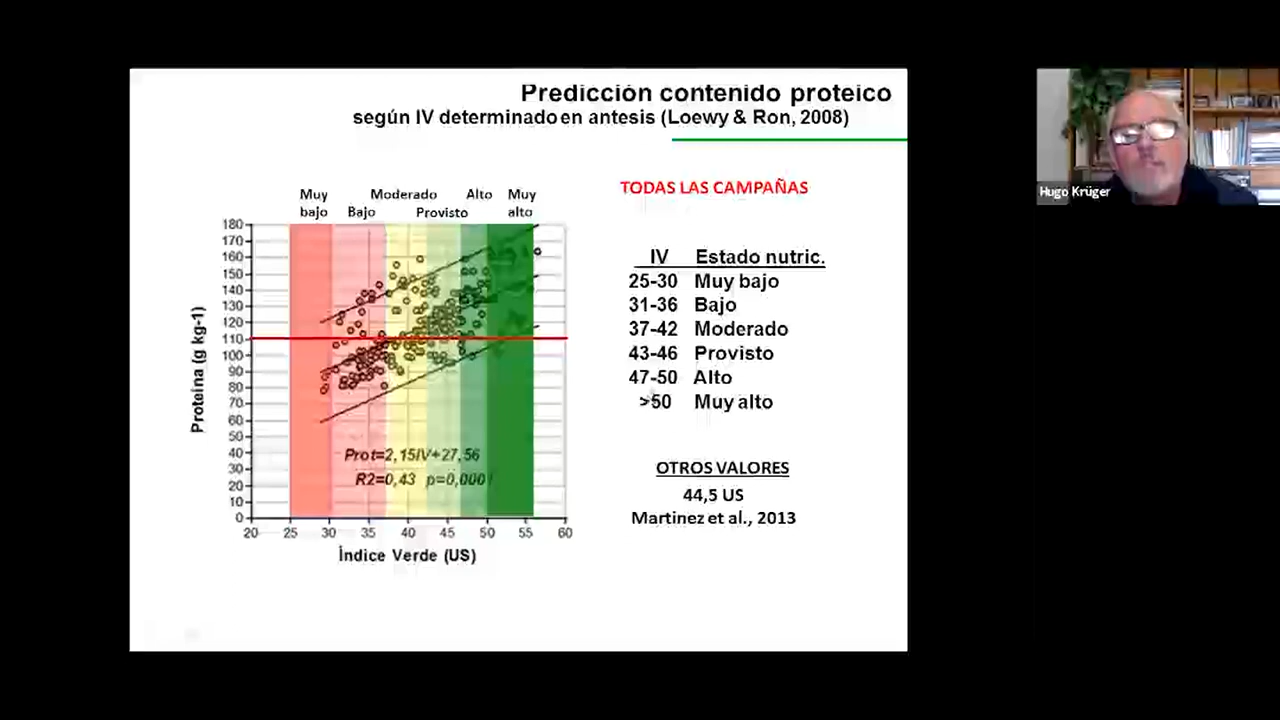 Predicción contenido proteico
según IV determinado en antesis (Loewy & Ron, 2008)
Hugo Krüger
TODAS LAS CAMPAÑAS
Muy bajo
Bajo
Moderado
Provisto
Alto
Muy alto
180
170
160
150
140
130
120
110
100
90
80
70
60
50
40
30
20
10
0
Proteína (g kg-1)
Prot=2,15IV+27,56
R2=0,43 p=0,0001
20 25 30 35 40 45 50 55 60
Índice Verde (US)
IV Estado nutric.
25-30 Muy bajo
31-36 Bajo
37-42 Moderado
43-46 Provisto
47-50 Alto
>50 Muy alto
OTROS VALORES
44,5 US
Martinez et al., 2013